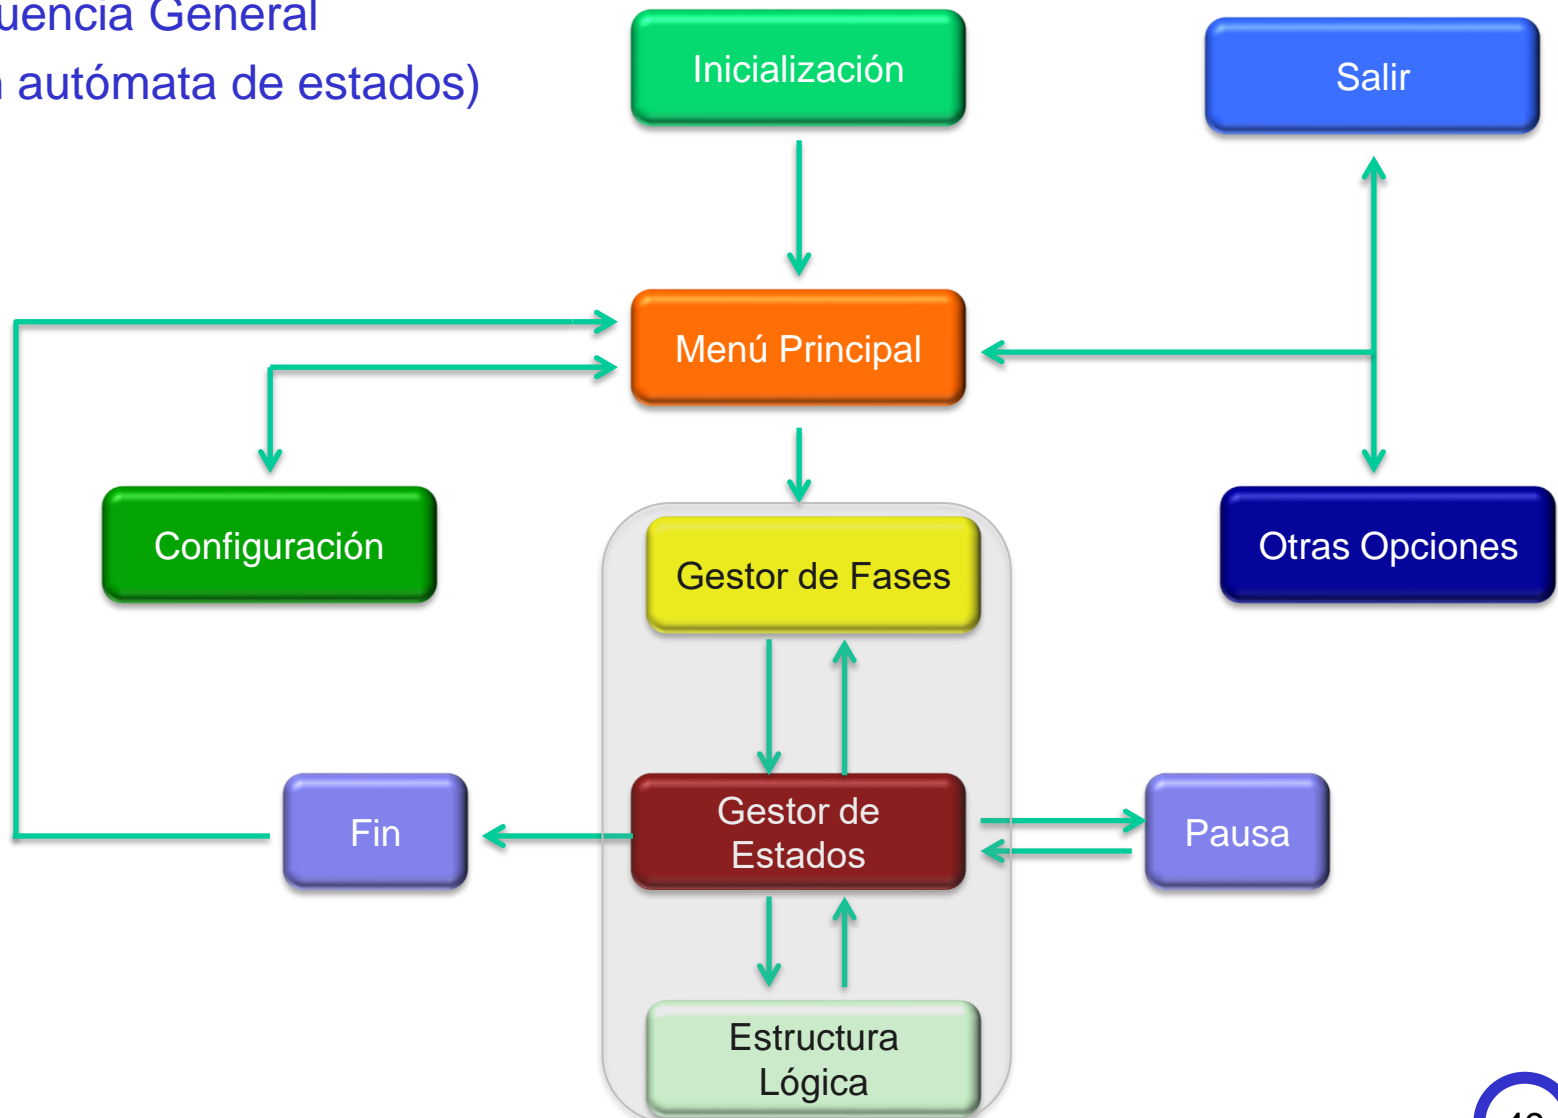 General
autómata de estados)
Inicialización
Salir
Menú Principal
Configuración
Gestor de Fases
Otras Opciones
Fin
Gestor de
Estados
Pausa
Estructura
Lógica